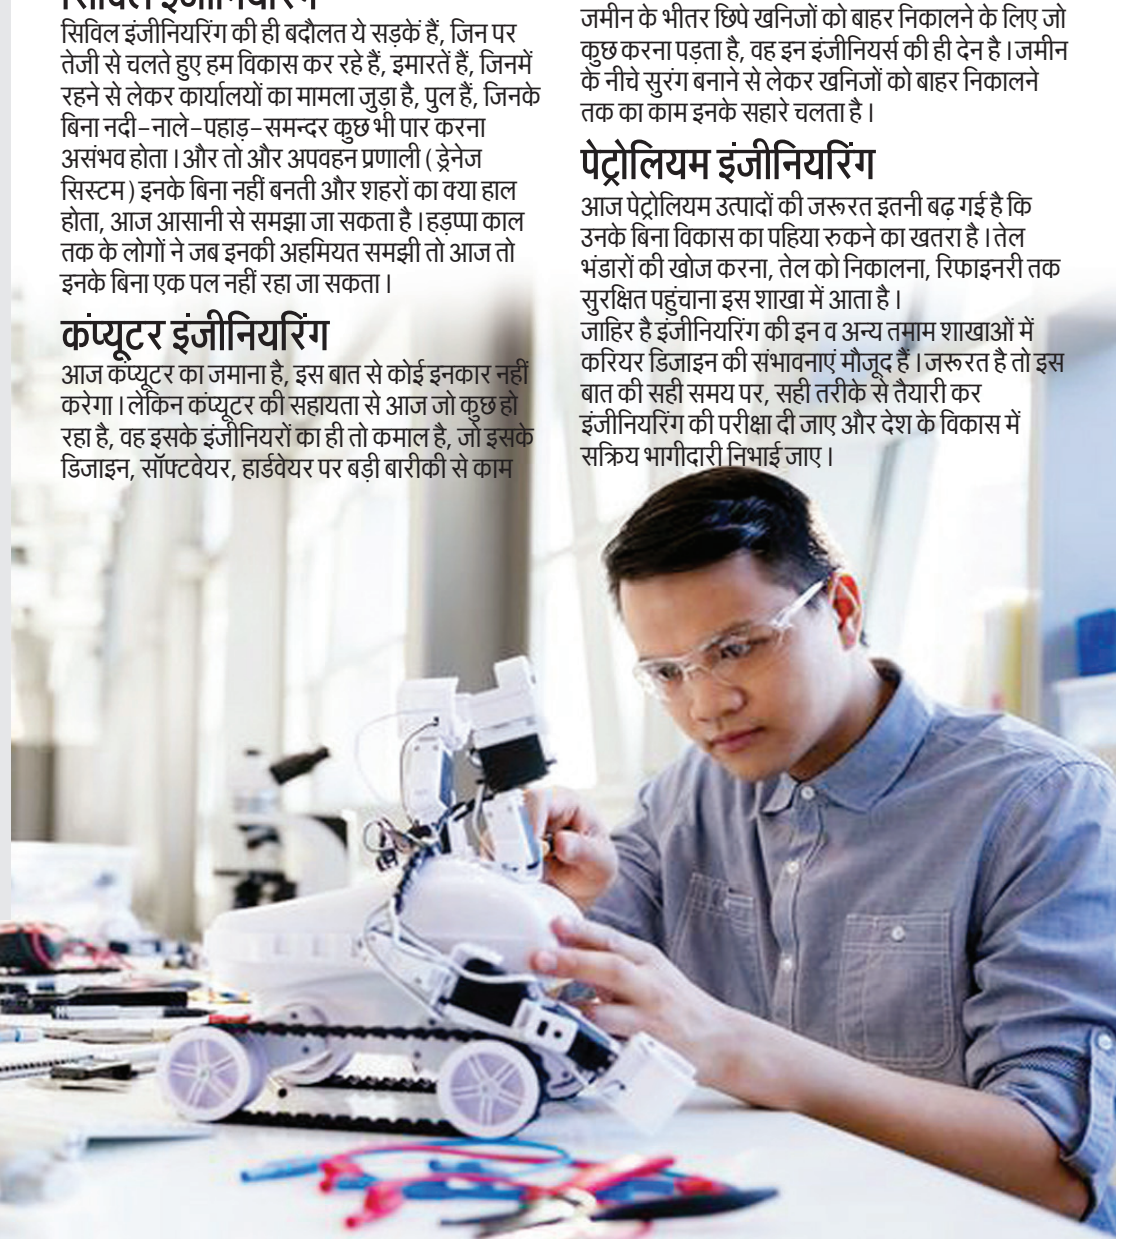 सिविल इंजीनियरिंग
सिविल इंजीनियरिंग की ही बदौलत ये सड़कें हैं, जिन पर
तेजी से चलते हुए हम विकास कर रहे हैं, इमारतें हैं, जिनमें
रहने से लेकर कार्यालयों का मामला जुड़ा है, पुल हैं, जिनके
बिना नदी-नाले-पहाड़-समन्दर कुछ भी पार करना
असंभव होता। और तो और अपवहन प्रणाली ( ड्रेनेज
सिस्टम ) इनके बिना नहीं बनती और शहरों का क्या हाल
होता, आज आसानी से समझा जा सकता है। हड़प्पा काल
तक के लोगों ने जब इनकी अहमियत समझी तो आज तो
इनके बिना एक पल नहीं रहा जा सकता।
कंप्यूटर इंजीनियरिंग
आज कंप्यूटर का जमाना है, इस बात से कोई इनकार नहीं
करेगा। लेकिन कंप्यूटर की सहायता से आज जो कुछ हो
रहा है, वह इसके इंजीनियरों का ही तो कमाल है, जो इसके
डिजाइन, सॉफ्टवेयर, हार्डवेयर पर बड़ी बारीकी से काम
जमीन के भीतर छिपे खनिजों को बाहर निकालने के लिए जो
कुछ करना पड़ता है, वह इन इंजीनियर्स की ही देन है। जमीन
के नीचे सुरंग बनाने से लेकर खनिजों को बाहर निकालने
तक का काम इनके सहारे चलता है।
पेट्रोलियम इंजीनियरिंग
आज पेट्रोलियम उत्पादों की जरूरत इतनी बढ़ गई है कि
उनके बिना विकास का पहिया रुकने का खतरा है। तेल
भंडारों की खोज करना, तेल को निकालना, रिफाइनरी तक
सुरक्षित पहुंचाना इस शाखा में आता है।
जाहिर है इंजीनियरिंग की इन व अन्य तमाम शाखाओं में
करियर डिजाइन की संभावनाएं मौजूद हैं। जरूरत है तो इस
बात की सही समय पर, सही तरीके से तैयारी कर
इंजीनियरिंग की परीक्षा दी जाए और देश के विकास में
सक्रिय भागीदारी निभाई जाए।